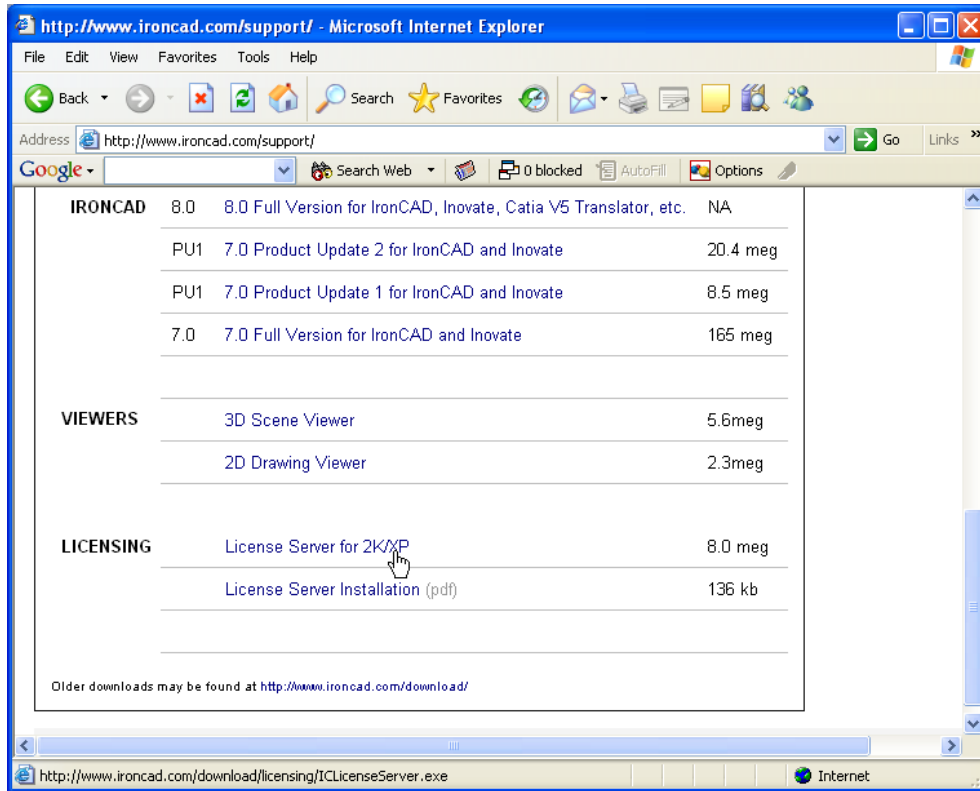 http://www.ironcad.com/support/ - Microsoft Internet Explorer
File Edit View Favorites Tools Help
Back Search Favorites
Address http://www.ironcad.com/support/ Go Links »
Google Search Web 0 blocked AutoFill Options
IRONCAD 8.0 8.0 Full Version for IronCAD, Inovate, Catia V5 Translator, etc. NA
PU1 7.0 Product Update 2 for IronCAD and Inovate 20.4 meg
PU1 7.0 Product Update 1 for IronCAD and Inovate 8.5 meg
7.0 7.0 Full Version for IronCAD and Inovate 165 meg
VIEWERS 3D Scene Viewer 5.6meg
2D Drawing Viewer 2.3meg
LICENSING License Server for 2K/XP 8.0 meg
License Server Installation (pdf) 136 kb
Older downloads may be found at http://www.ironcad.com/download/
http://www.ironcad.com/download/licensing/ICLicenseServer.exe Internet